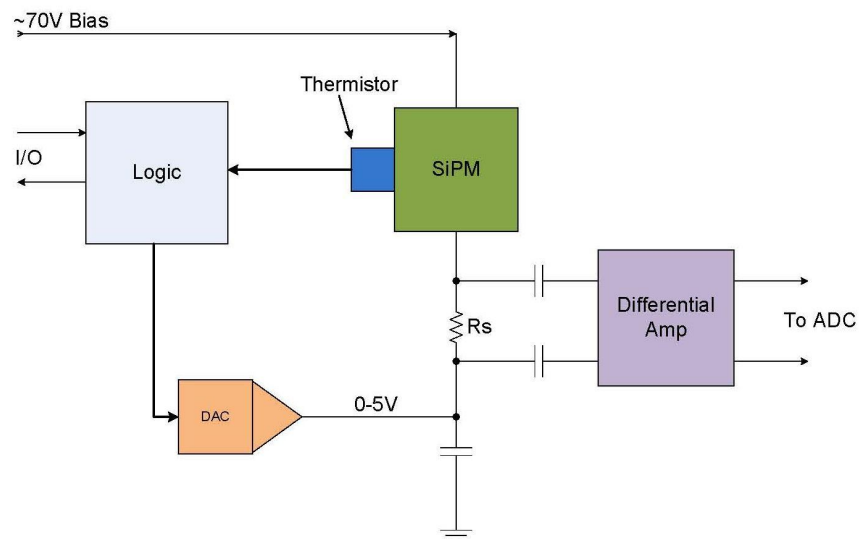 ~70V Bias
Thermistor
I/O
Logic
SiPM
Rs
Differential
Amp
To ADC
DAC
0-5V